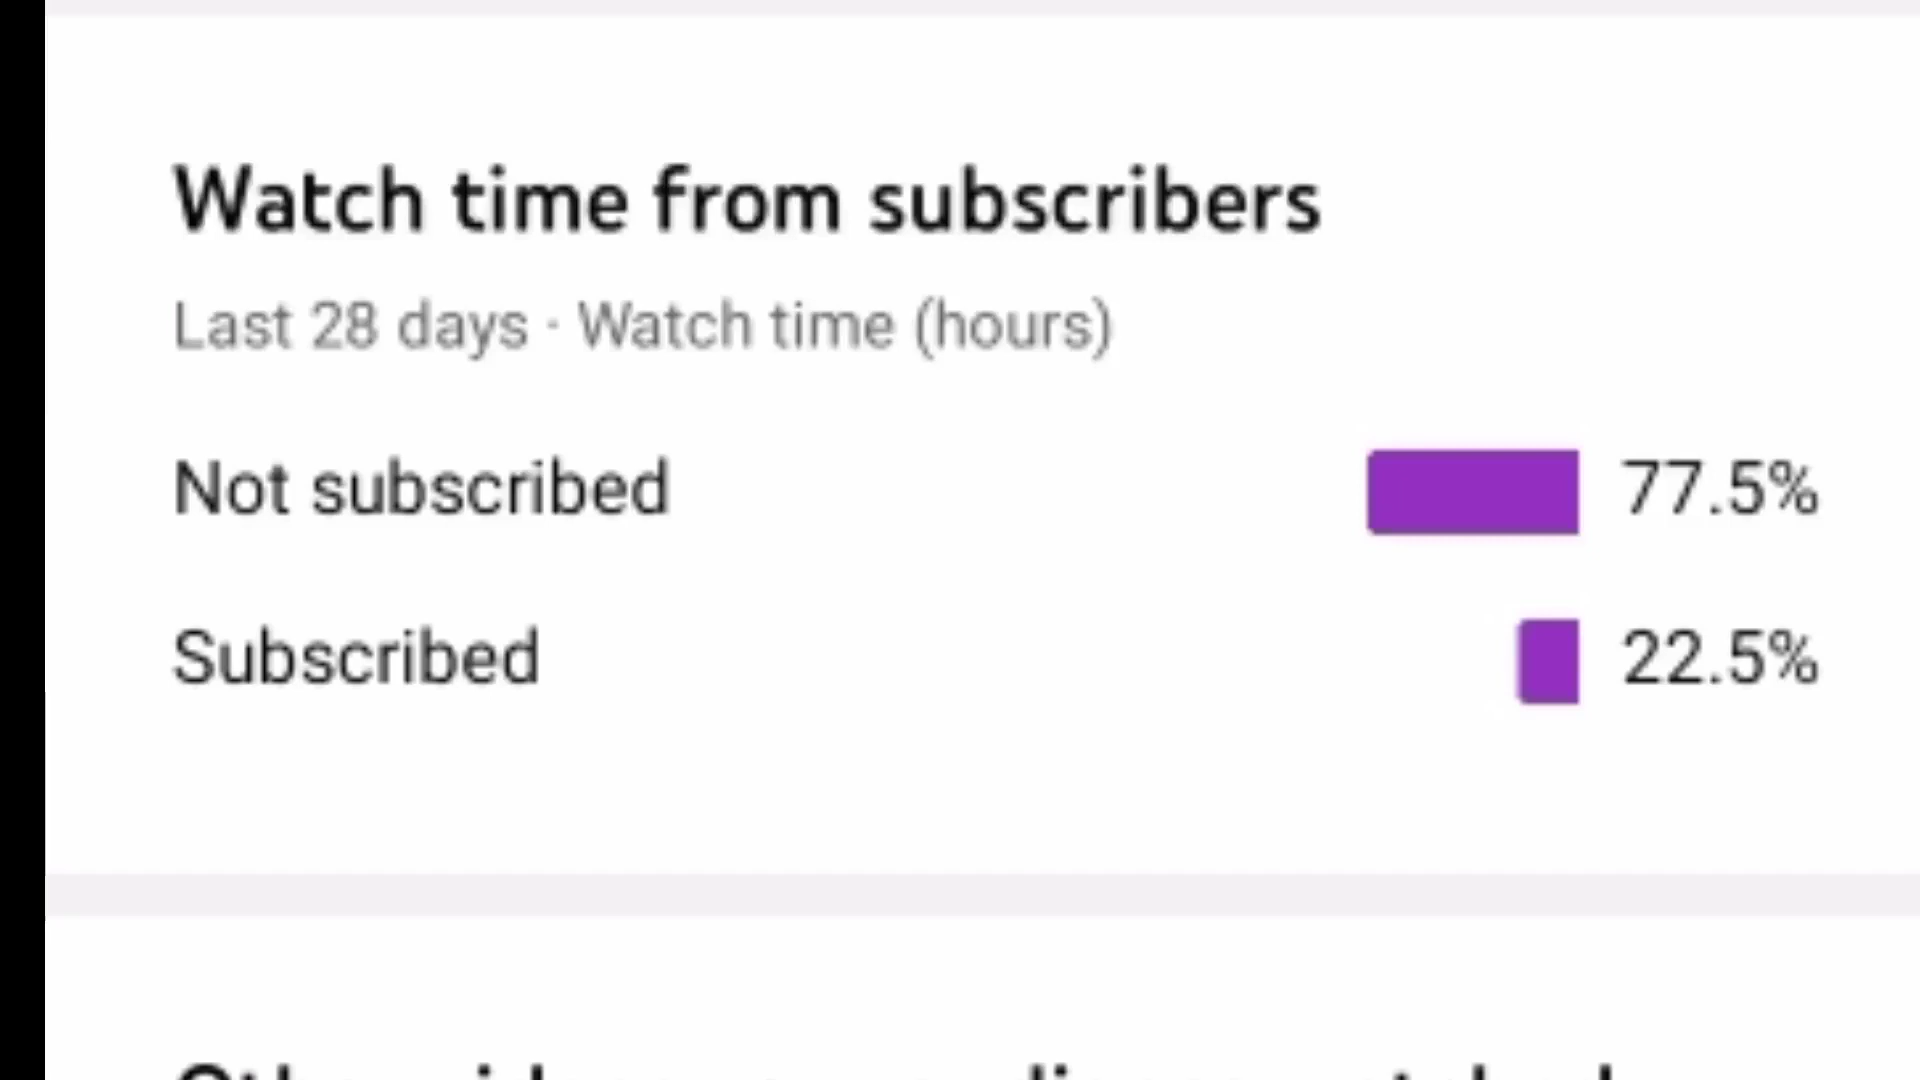 Watch time from subscribers
Last 28 days · Watch time (hours)
Not subscribed 77.5%
Subscribed 22.5%